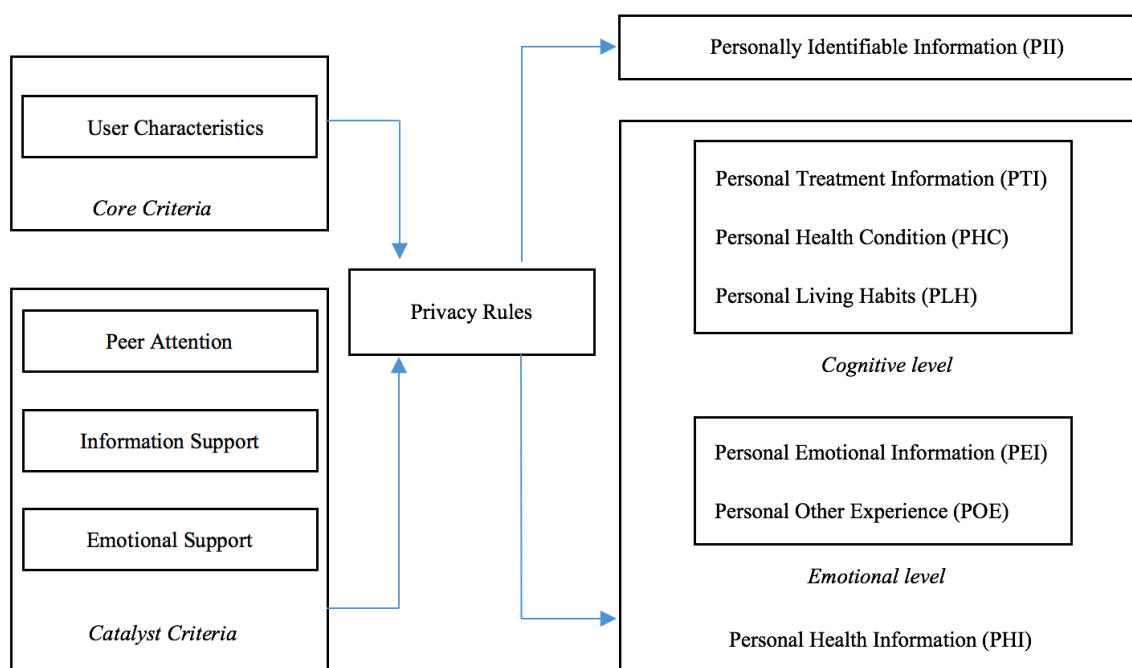 User Characteristics
Core Criteria
Peer Attention
Information Support
Emotional Support
Catalyst Criteria
Privacy Rules
Personally Identifiable Information (PII)
Personal Treatment Information (PTI)
Personal Health Condition (PHC)
Personal Living Habits (PLH)
Cognitive level
Personal Emotional Information (PEI)
Personal Other Experience (POE)
Emotional level
Personal Health Information (PHI)